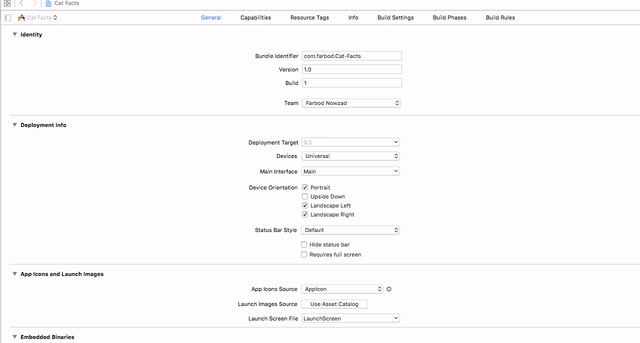 Cat Facts
Cat Facts
General Capabilities Resource Tags Info Build Settings Build Phases Build Rules
Identity
Bundle Identifier com.farbod.Cat-Facts
Version 1.0
Build 1
Team Farbod Nowzad
Deployment Info
Deployment Target 9.3
Devices Universal
Main Interface Main
Device Orientation Portrait
Upside Down
Landscape Left
Landscape Right
Status Bar Style Default
Hide status bar
Requires full screen
App Icons and Launch Images
App Icons Source AppIcon
Launch Images Source Use Asset Catalog
Launch Screen File LaunchScreen
Embedded Binaries